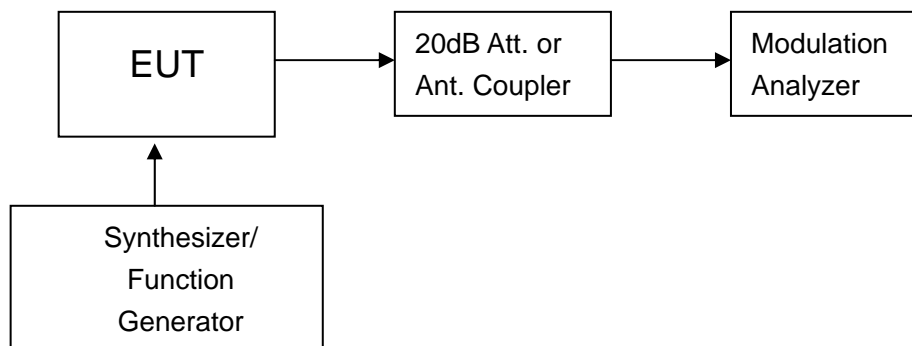 EUT
20dB Att. or
Ant. Coupler
Modulation
Analyzer
Synthesizer/
Function
Generator